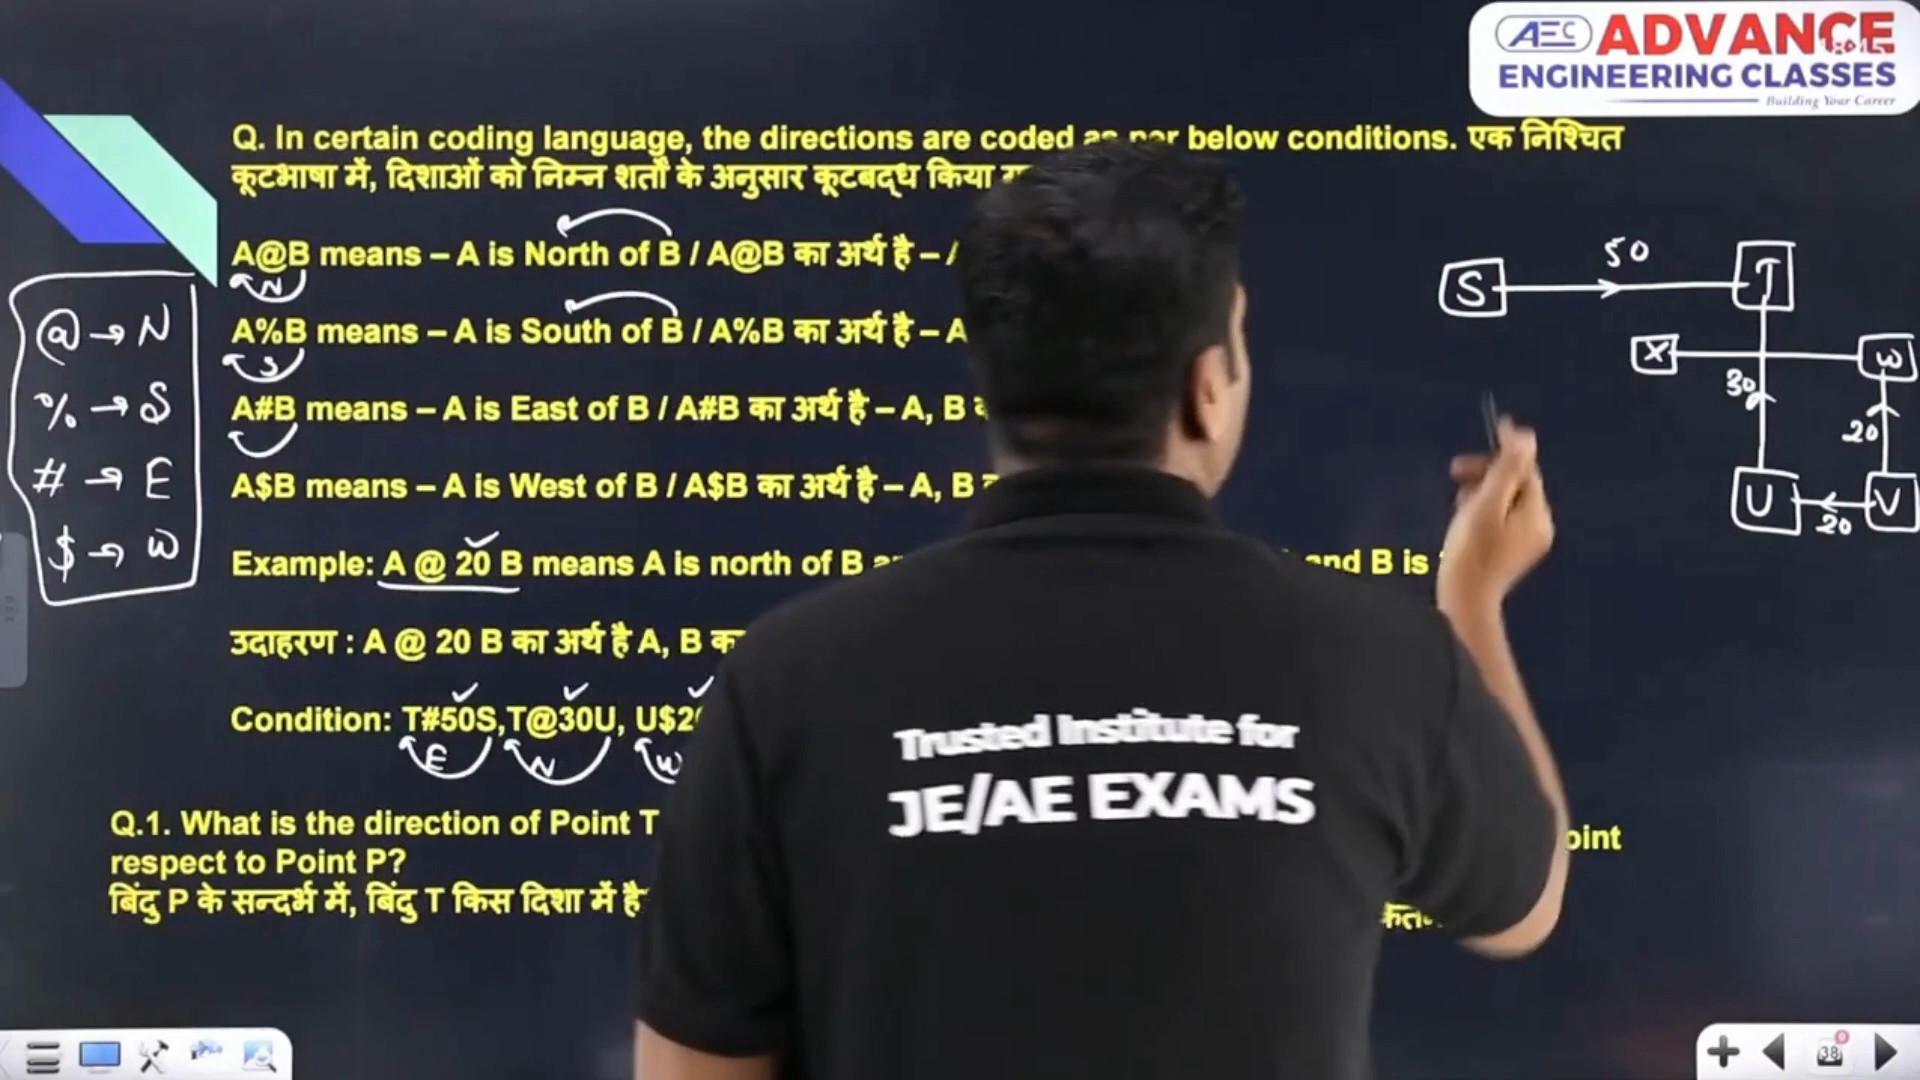 AEC ADVANCE
ENGINEERING CLASSES
Building Your Career
Q. In certain coding language, the directions are coded as per below conditions. एक निश्चित
कूटभाषा में, दिशाओं को निम्न शर्तों के अनुसार कूटबद्ध किया
A@B means – A is North of B / A@B का अर्थ है –
N
A%B means – A is South of B / A%B का अर्थ है – A
S
A#B means – A is East of B / A#B का अर्थ है – A, B
A$B means – A is West of B / A$B का अर्थ है – A, B
Example: A @ 20 B means A is north of B and B is
उदाहरण : A @ 20 B का अर्थ है A, B
Condition: T#50S,T@30U, U$2
E N W
Q.1. What is the direction of Point T oint
respect to Point P?
बिंदु P के सन्दर्भ में, बिंदु T किस दिशा में है
@ → N
% → S
# → E
$ → W
S 50 T
X W
30 20
U 20 V
Trusted Institute for
JE/AE EXAMS
38